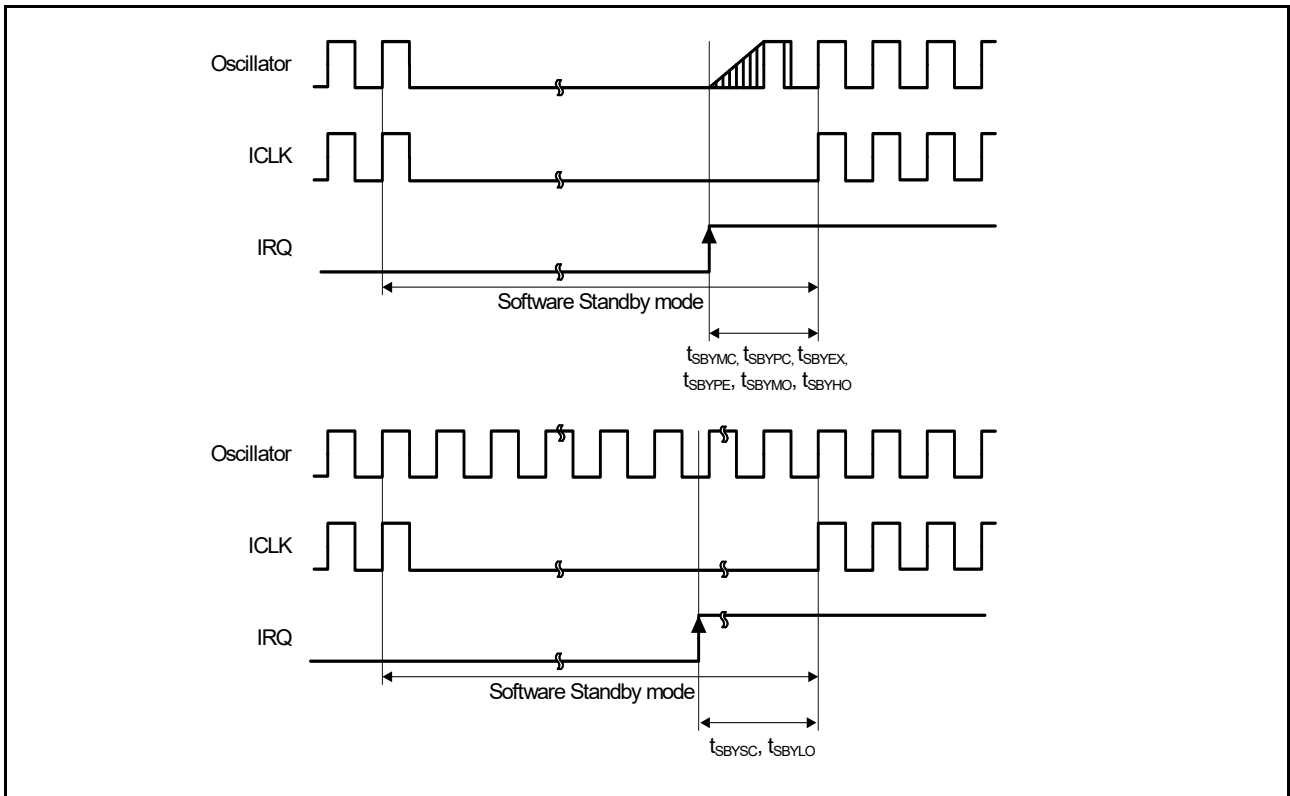 Oscillator
ICLK
IRQ
Software Standby mode
tSBYMC, tSBYPC, tSBYEX,
tSBYPE, tSBYMO, tSBYHO
Oscillator
ICLK
IRQ
Software Standby mode
tSBYSC, tSBYLO